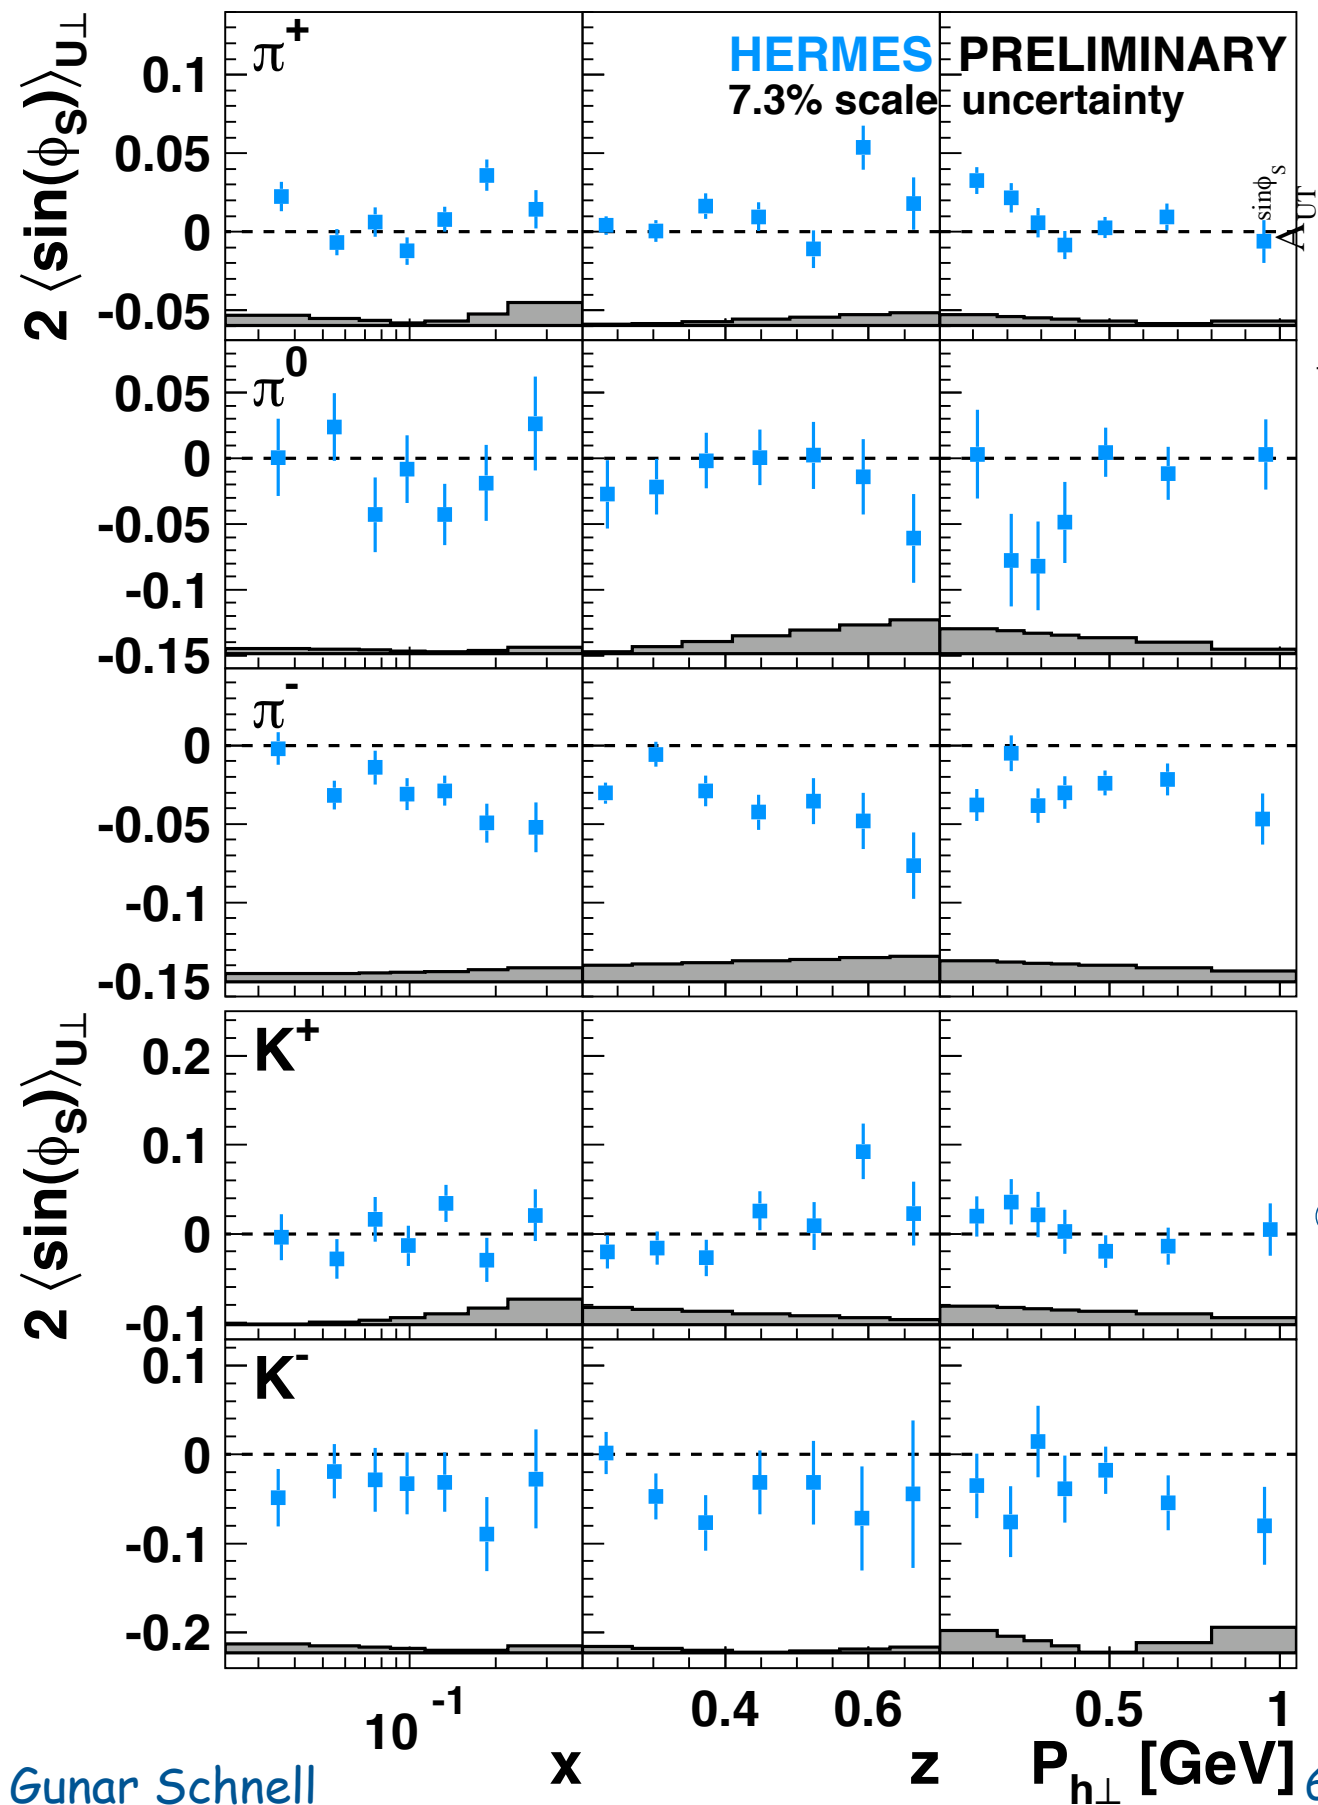 2 ⟨sin(ϕS)⟩U⊥
π+
HERMES PRELIMINARY
7.3% scale uncertainty
0.1
0.05
0
-0.05
A UT sinϕS
π0
0.05
0
-0.05
-0.1
-0.15
π-
0
-0.05
-0.1
-0.15
2 ⟨sin(ϕS)⟩U⊥
K+
0.2
0.1
0
-0.1
K-
0.1
0
-0.1
-0.2
10-1 0.4 0.6 0.5 1
x z Ph⊥ [GeV]
Gunar Schnell